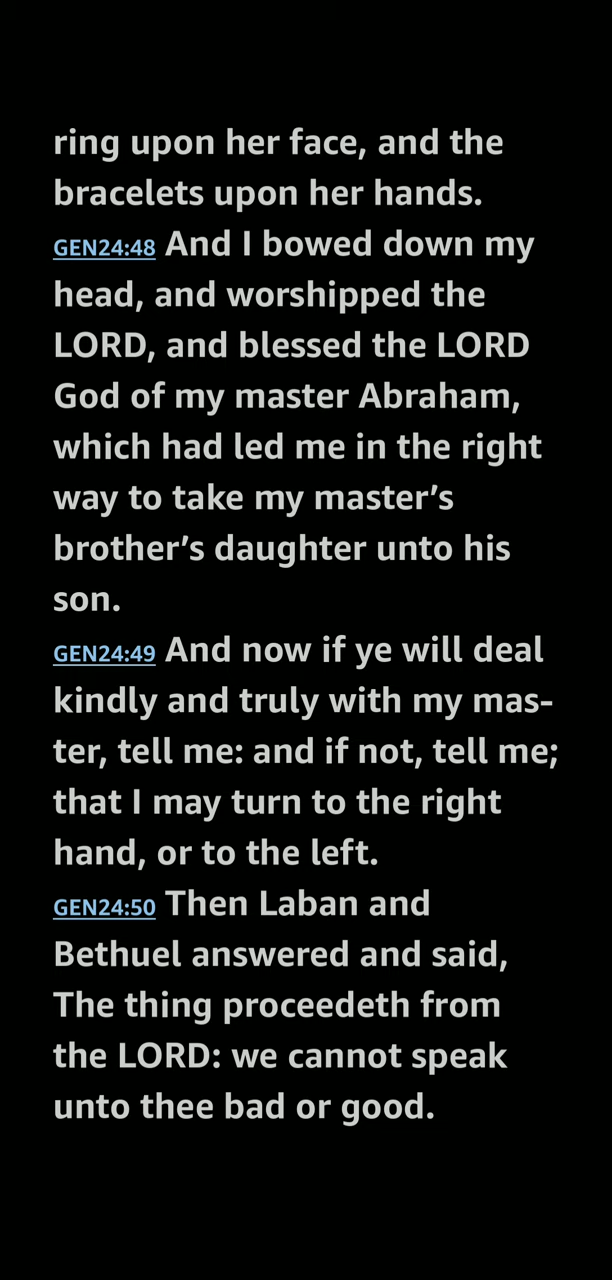 ring upon her face, and the
bracelets upon her hands.
GEN24:48 And I bowed down my
head, and worshipped the
LORD, and blessed the LORD
God of my master Abraham,
which had led me in the right
way to take my master’s
brother’s daughter unto his
son.
GEN24:49 And now if ye will deal
kindly and truly with my mas-
ter, tell me: and if not, tell me;
that I may turn to the right
hand, or to the left.
GEN24:50 Then Laban and
Bethuel answered and said,
The thing proceedeth from
the LORD: we cannot speak
unto thee bad or good.